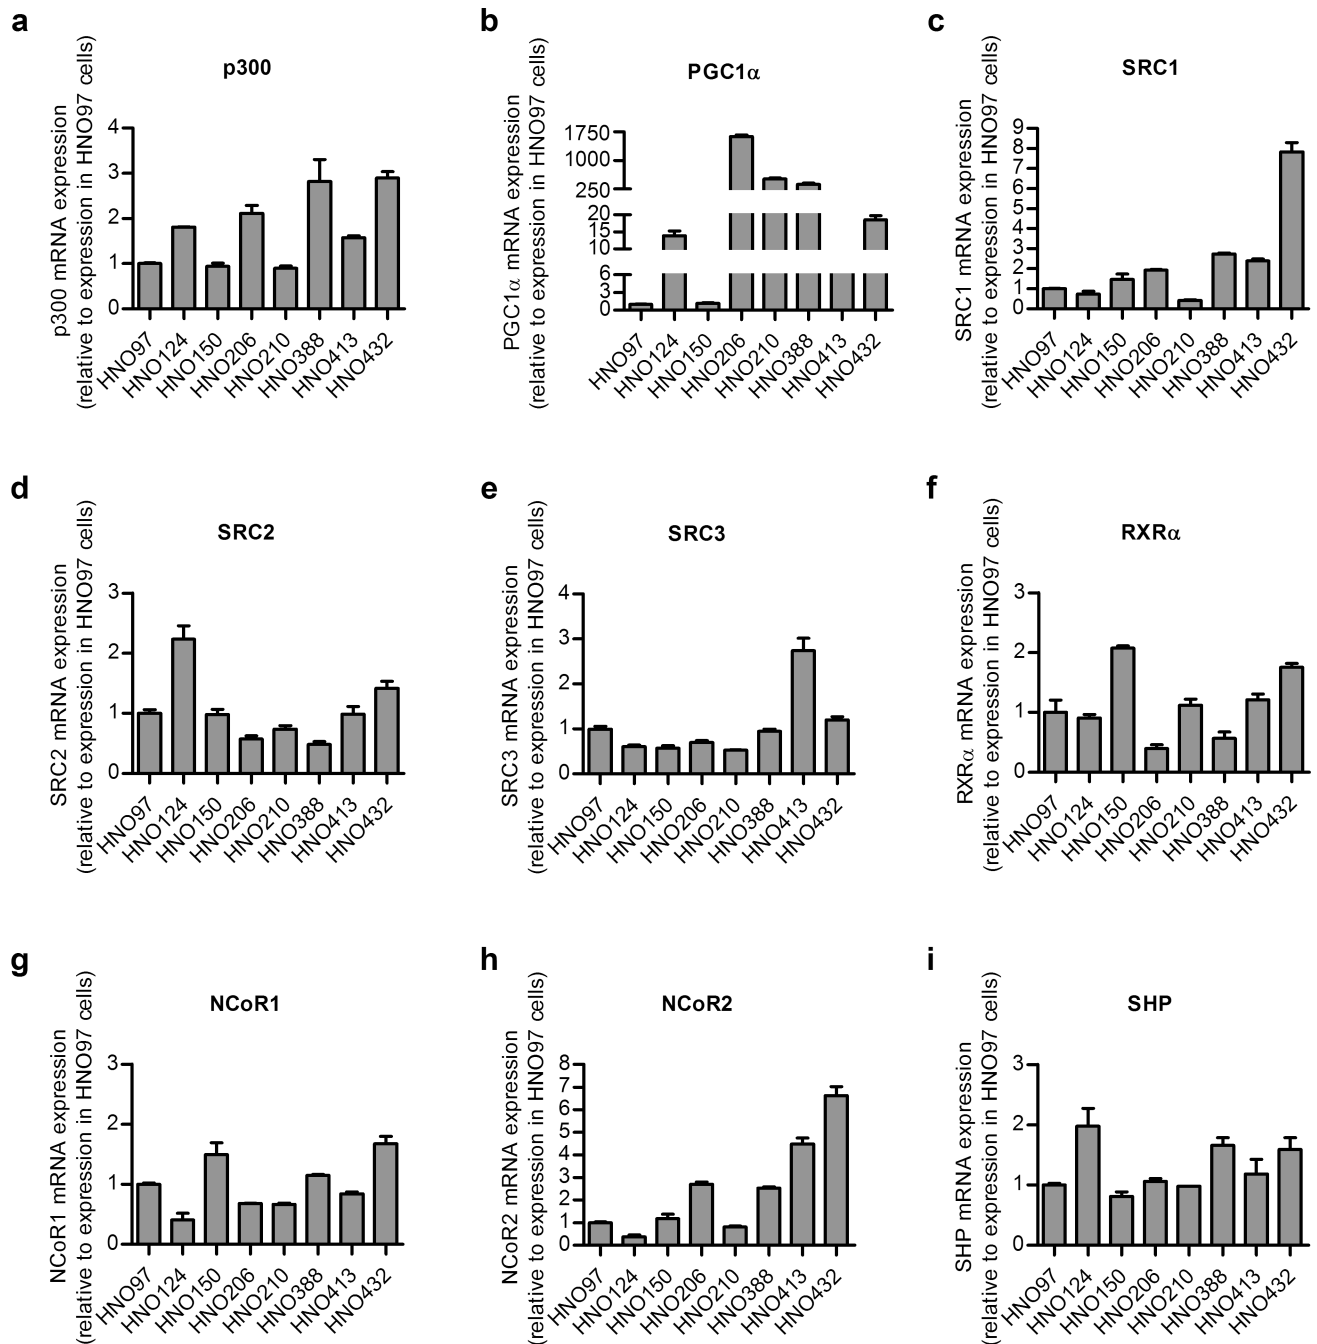 a
p300
p300 mRNA expression
(relative to expression in HNO97 cells)
4
3
2
1
0
HNO97
HNO124
HNO150
HNO206
HNO210
HNO388
HNO413
HNO432
b
PGC1α
PGC1α mRNA expression
(relative to expression in HNO97 cells)
1750
1000
250
20
15
10
6
3
0
HNO97
HNO124
HNO150
HNO206
HNO210
HNO388
HNO413
HNO432
c
SRC1
SRC1 mRNA expression
(relative to expression in HNO97 cells)
9
8
7
6
5
4
3
2
1
0
HNO97
HNO124
HNO150
HNO206
HNO210
HNO388
HNO413
HNO432
d
SRC2
SRC2 mRNA expression
(relative to expression in HNO97 cells)
3
2
1
0
HNO97
HNO124
HNO150
HNO206
HNO210
HNO388
HNO413
HNO432
e
SRC3
SRC3 mRNA expression
(relative to expression in HNO97 cells)
4
3
2
1
0
HNO97
HNO124
HNO150
HNO206
HNO210
HNO388
HNO413
HNO432
f
RXRα
RXRα mRNA expression
(relative to expression in HNO97 cells)
3
2
1
0
HNO97
HNO124
HNO150
HNO206
HNO210
HNO388
HNO413
HNO432
g
NCoR1
NCoR1 mRNA expression
(relative to expression in HNO97 cells)
3
2
1
0
HNO97
HNO124
HNO150
HNO206
HNO210
HNO388
HNO413
HNO432
h
NCoR2
NCoR2 mRNA expression
(relative to expression in HNO97 cells)
8
7
6
5
4
3
2
1
0
HNO97
HNO124
HNO150
HNO206
HNO210
HNO388
HNO413
HNO432
i
SHP
SHP mRNA expression
(relative to expression in HNO97 cells)
3
2
1
0
HNO97
HNO124
HNO150
HNO206
HNO210
HNO388
HNO413
HNO432